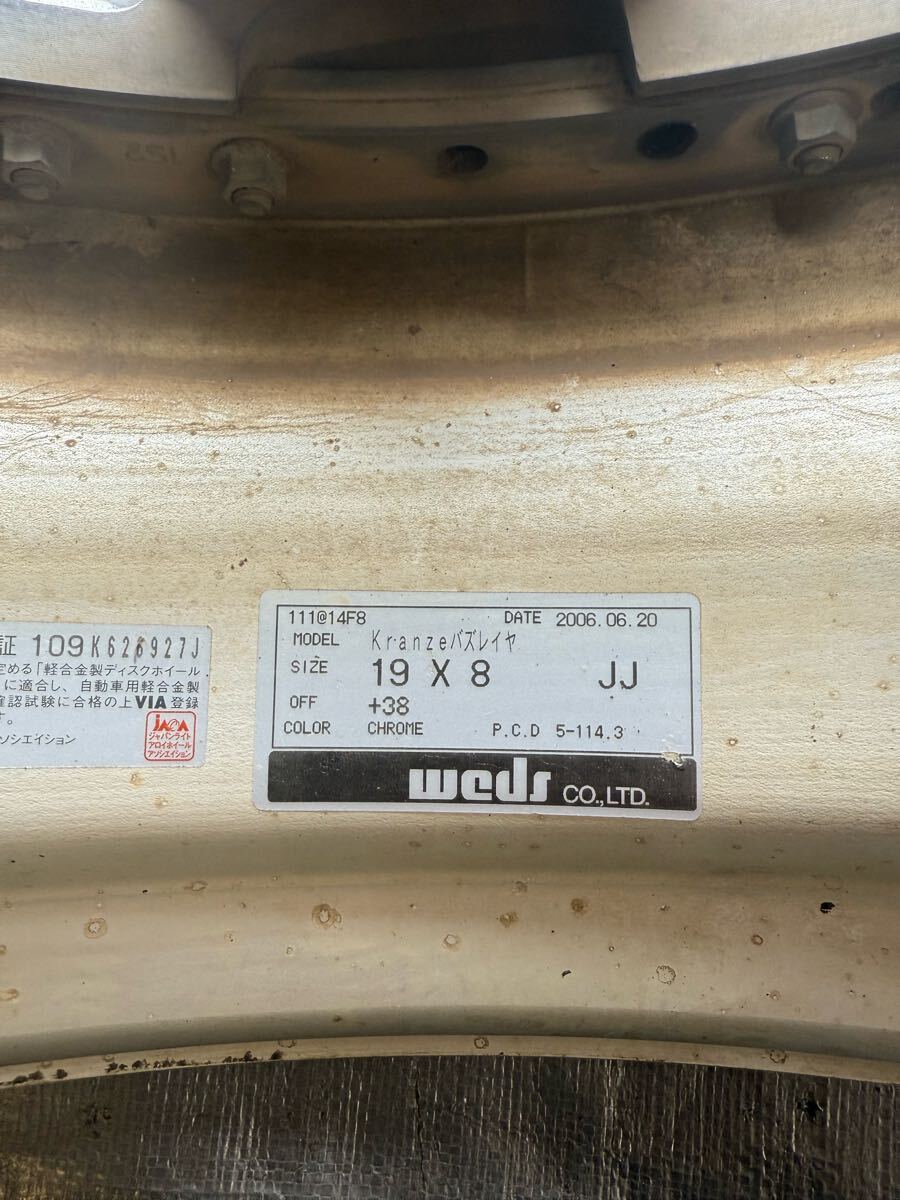 158
証 109K626927J
定める「軽合金製ディスクホイール
に適合し、自動車用軽合金製
確認試験に合格の上VIA登録
す。
ソシエイション
JAWA
ジャパンライト
アロイホイール
アソシエイション
111@14F8 DATE 2006.06.20
MODEL Kranzeバズレイヤ
SIZE 19 X 8 JJ
OFF +38
COLOR CHROME P.C.D 5-114.3
weds CO.,LTD.